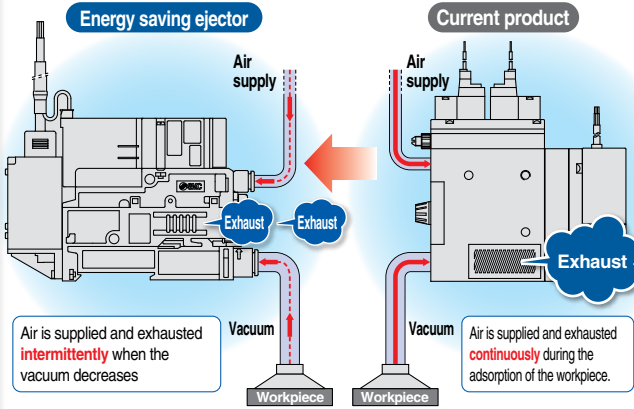 Energy saving ejector
Current product
Air
supply
Air
supply
SMC
Exhaust
Exhaust
Exhaust
Vacuum
Vacuum
Air is supplied and exhausted
intermittently when the
vacuum decreases
Air is supplied and exhausted
continuously during the
adsorption of the workpiece.
Workpiece
Workpiece